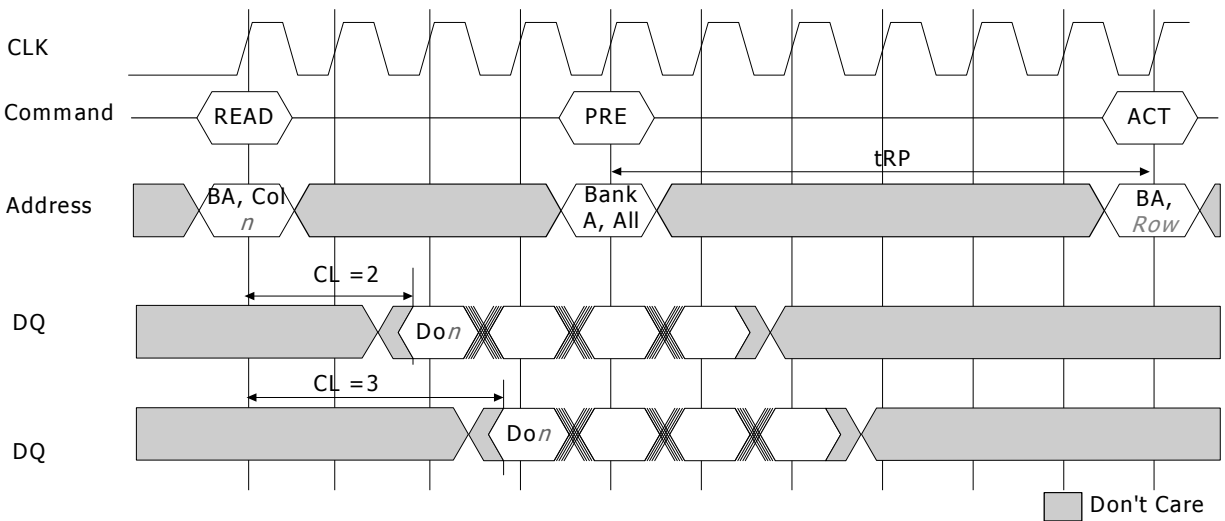 CLK
Command
READ
PRE
ACT
tRP
Address
BA, Col
n
Bank
A, All
BA,
Row
CL =2
DQ
Don
CL =3
DQ
Don
Don't Care